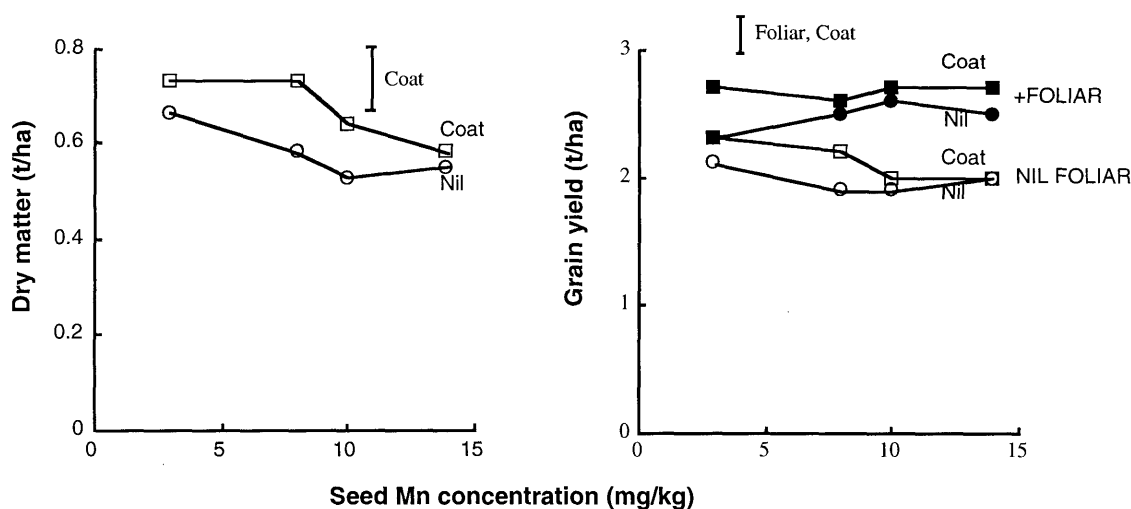 Dry matter (t/ha)
0.8
0.6
0.4
0.2
0
0
5
10
15
Coat
Coat
Nil
Grain yield (t/ha)
3
2
1
0
0
5
10
15
Foliar, Coat
Coat
+FOLIAR
Nil
Coat
NIL FOLIAR
Nil
Seed Mn concentration (mg/kg)